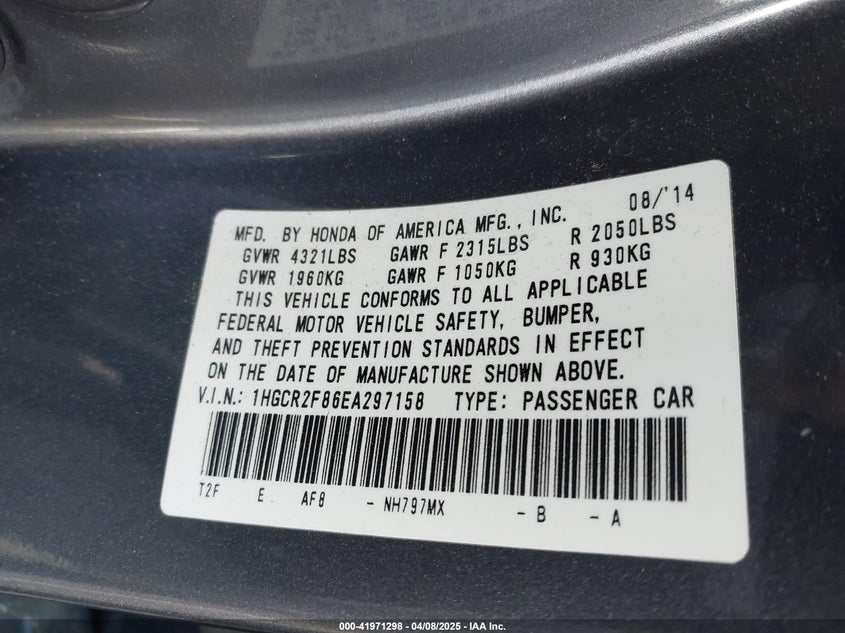 08/'14
MFD. BY HONDA OF AMERICA MFG., INC.
GVWR 4321LBS GAWR F 2315LBS R 2050LBS
GVWR 1960KG GAWR F 1050KG R 930KG
THIS VEHICLE CONFORMS TO ALL APPLICABLE
FEDERAL MOTOR VEHICLE SAFETY, BUMPER,
AND THEFT PREVENTION STANDARDS IN EFFECT
ON THE DATE OF MANUFACTURE SHOWN ABOVE.
V.I.N.: 1HGCR2F86EA297158 TYPE: PASSENGER CAR
T2F E. AF8 - NH797MX - B - A
000-41971298 - 04/08/2025 - IAA Inc.